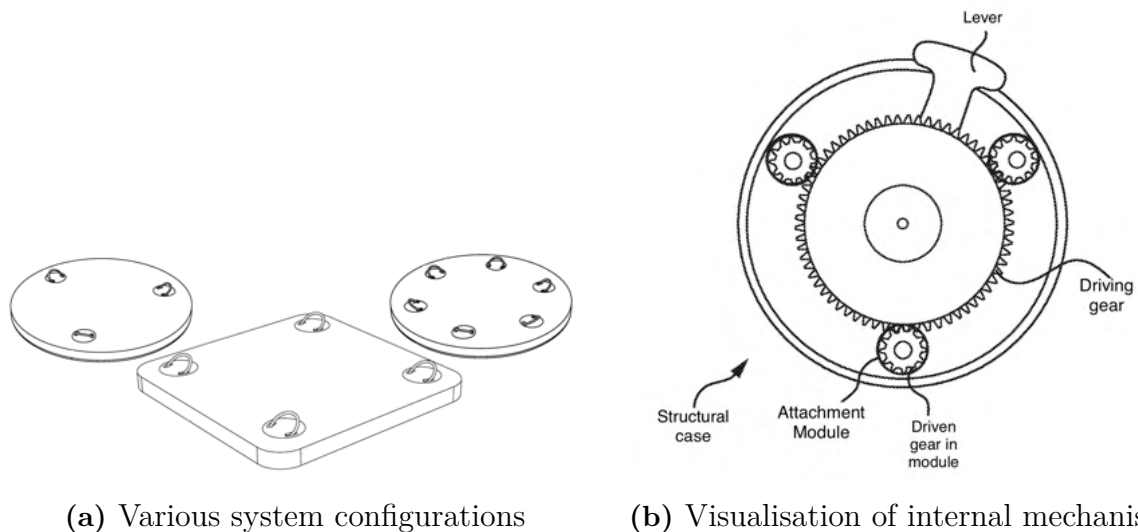 Lever
Driving
gear
Structural
case
Attachment
Module
Driven
gear in
module
(a) Various system configurations
(b) Visualisation of internal mechanis